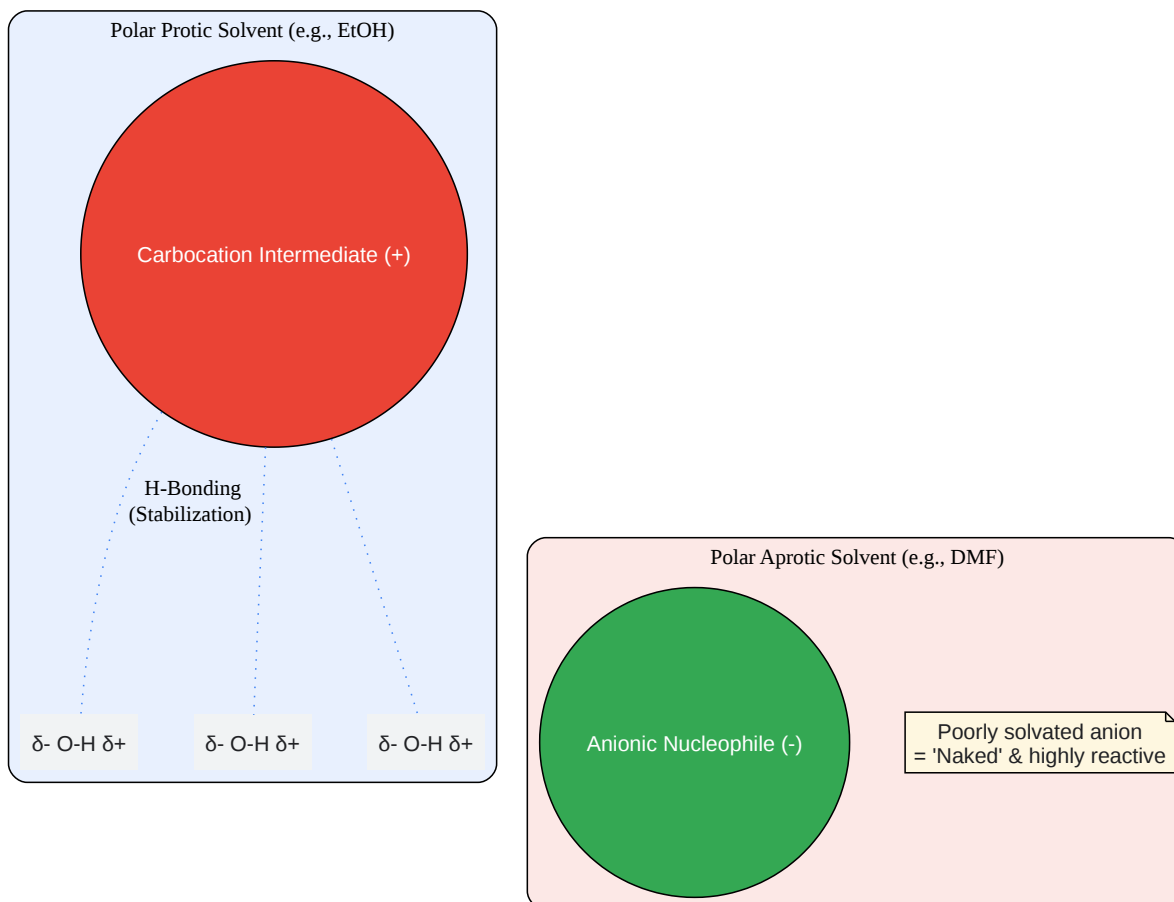 Polar Protic Solvent (e.g., EtOH)
Carbocation Intermediate (+)
H-Bonding
(Stabilization)
δ- O-H δ+
δ- O-H δ+
δ- O-H δ+
Polar Aprotic Solvent (e.g., DMF)
Anionic Nucleophile (-)
Poorly solvated anion
= 'Naked' & highly reactive